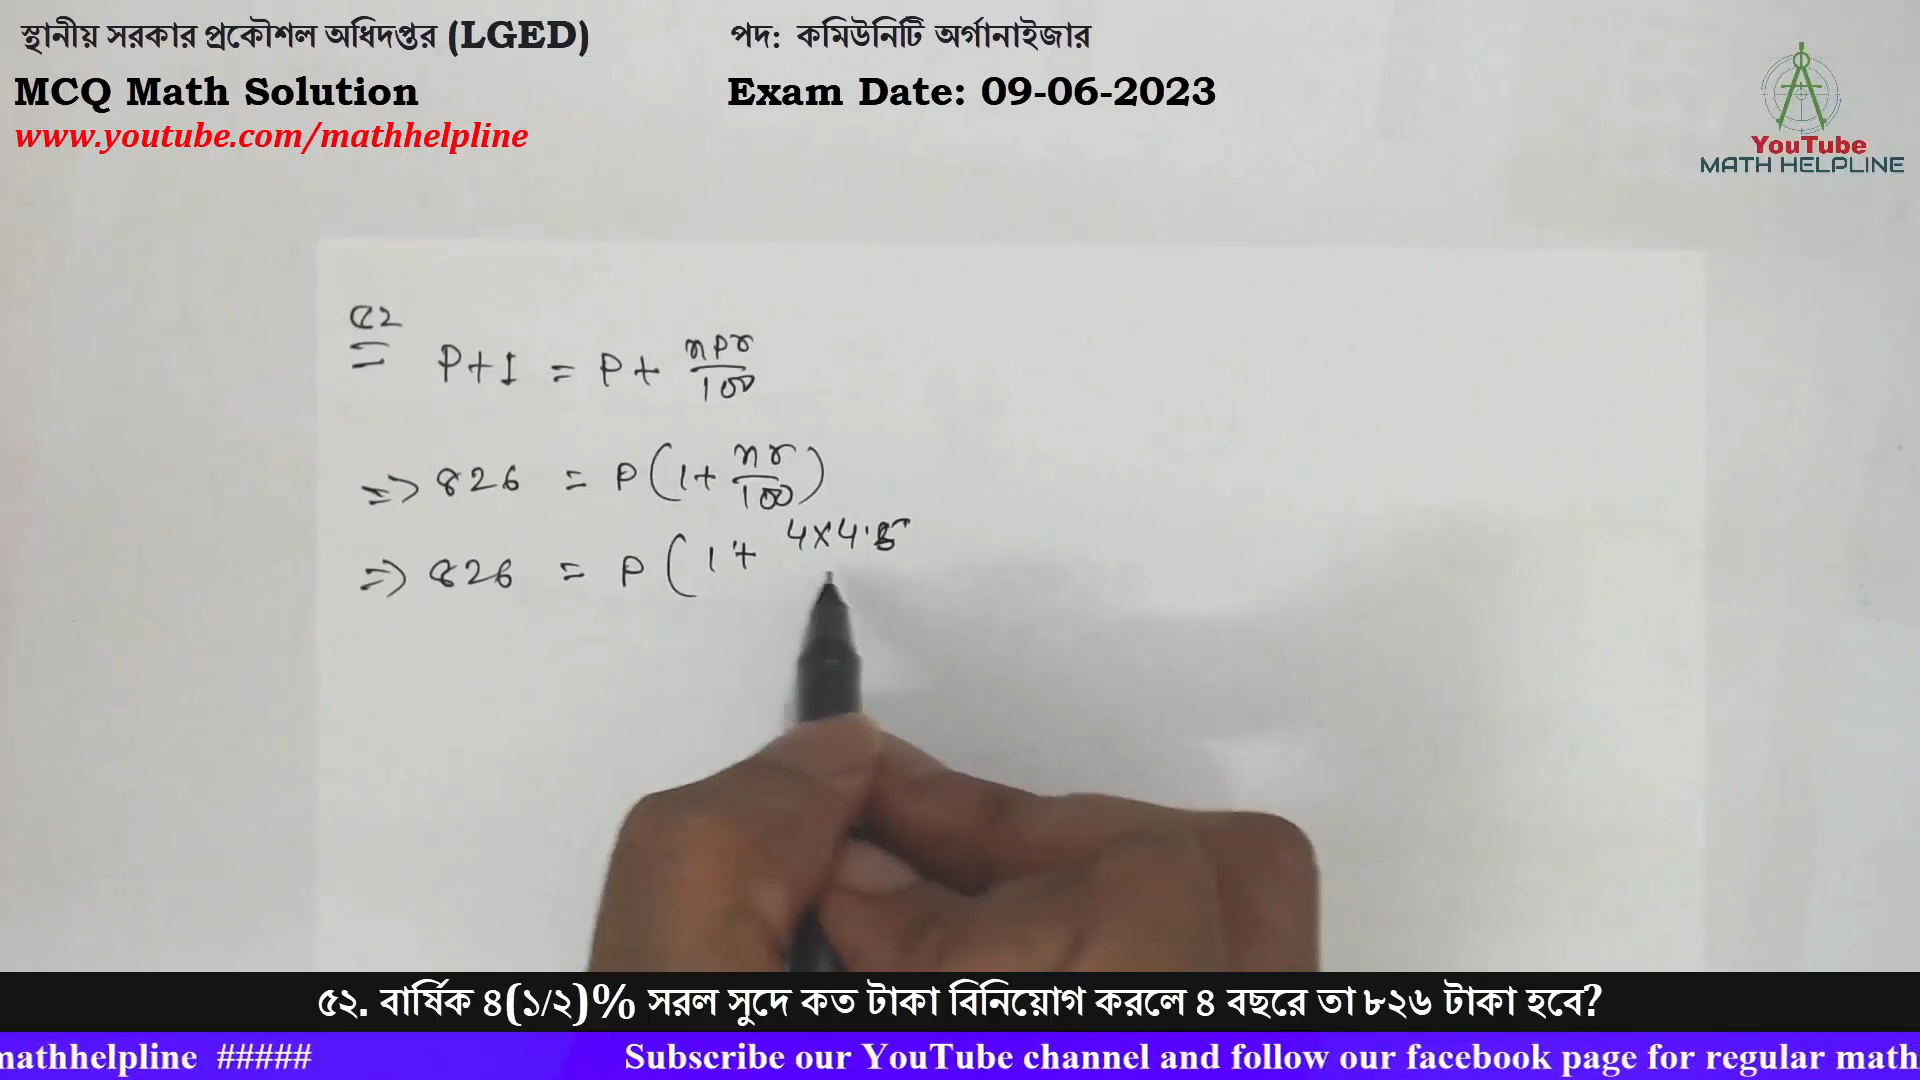 স্থানীয় সরকার প্রকৌশল অধিদপ্তর (LGED) পদ: কমিউনিটি অর্গানাইজার
MCQ Math Solution Exam Date: 09-06-2023
www.youtube.com/mathhelpline
YouTube
MATH HELPLINE
৫২
P+I = P + npr/100
=> 826 = P(1+ nr/100)
=> 826 = P(1+ 4×4.5
৫২. বার্ষিক ৪(১/২)% সরল সুদে কত টাকা বিনিয়োগ করলে ৪ বছরে তা ৮২৬ টাকা হবে?
mathhelpline ##### Subscribe our YouTube channel and follow our facebook page for regular math